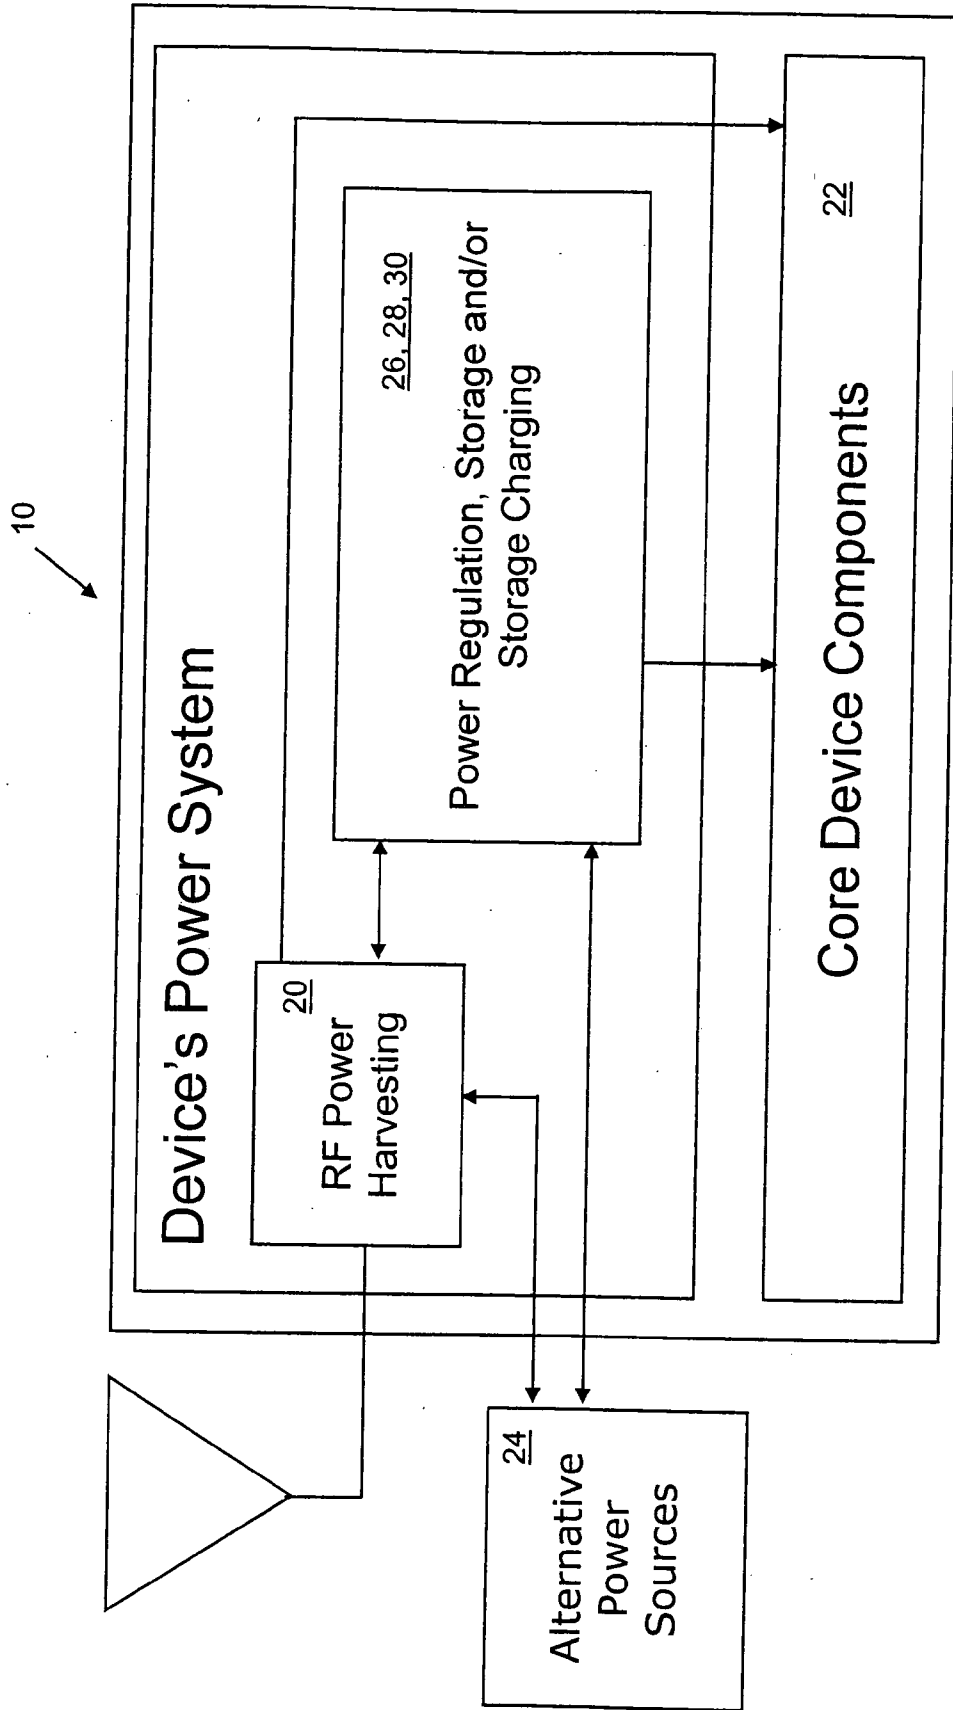 10
Device's Power System
20
RF Power
Harvesting
26, 28, 30
Power Regulation, Storage and/or
Storage Charging
24
Alternative
Power
Sources
22
Core Device Components